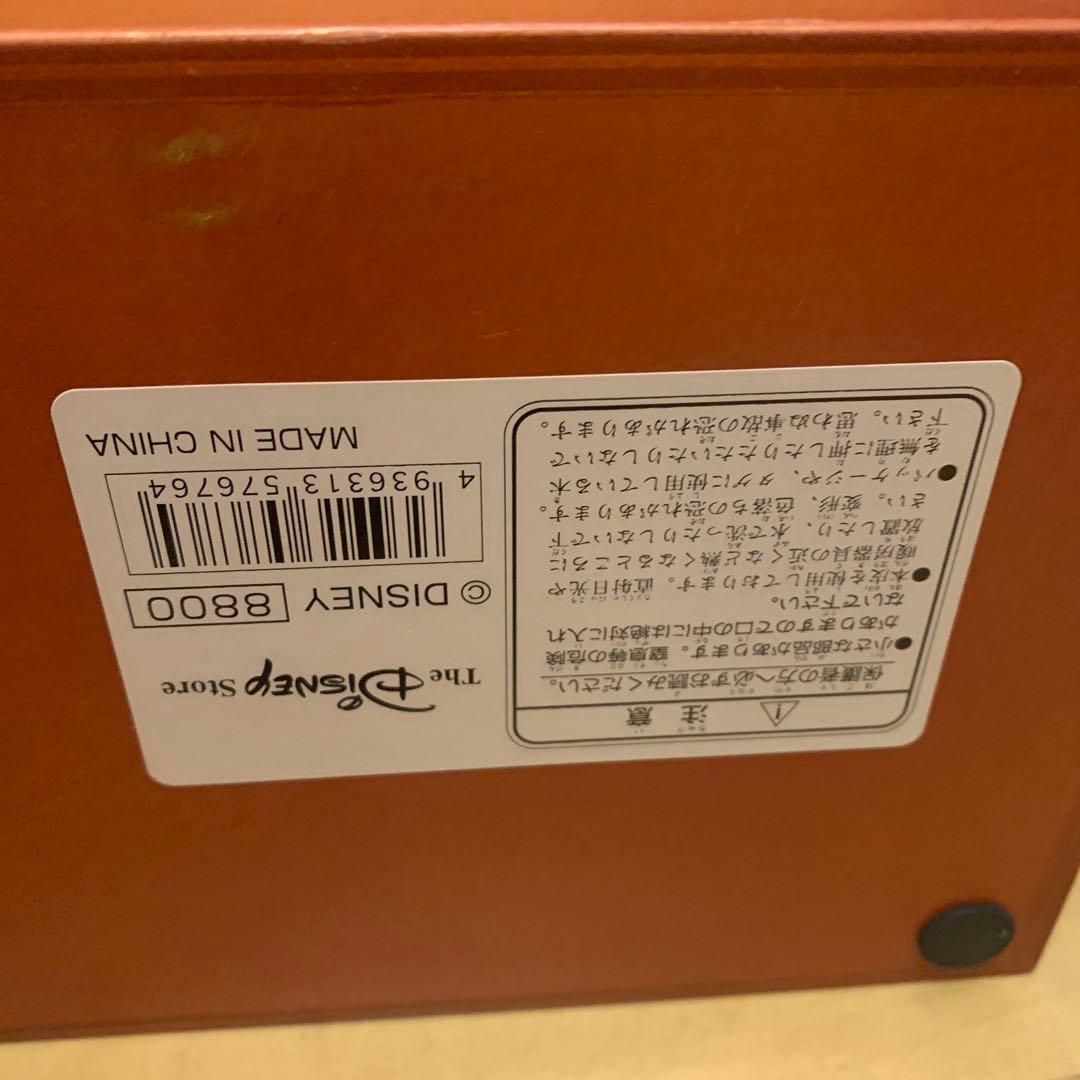 注意
保護者の方へ必ずお読みください。
●小さな部品があります。窒息等の危険
がありますので口の中には絶対に入れ
ないで下さい。
●本皮を使用しております。直射日光や
暖房器具の近くなど熱くなるところに
放置したり、水で洗ったりしないで下
さい。変形、色落ちの恐れがあります。
●パッケージや、タグに使用している木
を無理に押したりたたいたりしないで
下さい。思わぬ事故の恐れがあります。
The DISNEY Store
© DISNEY 8800
4 936313 576764
MADE IN CHINA